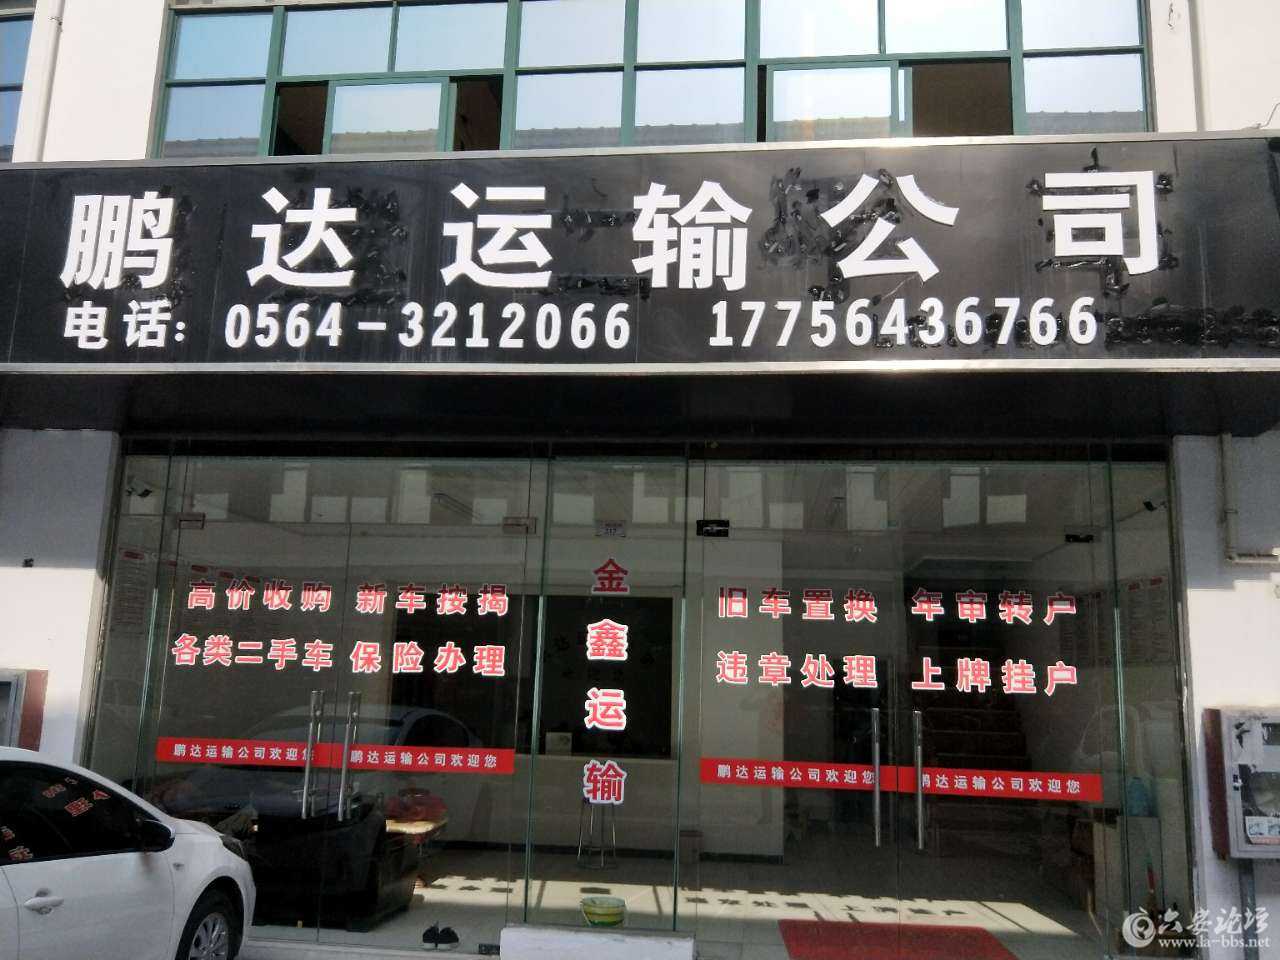 鹏达运输公司
电话：0564-3212066 17756436766
高价收购 新车按揭
各类二手车 保险办理
金鑫运输
旧车置换 年审转户
违章处理 上牌挂户
鹏达运输公司欢迎您 鹏达运输公司欢迎您
鹏达运输公司欢迎您 鹏达运输公司欢迎您
六安论坛
www.la-bbs.net